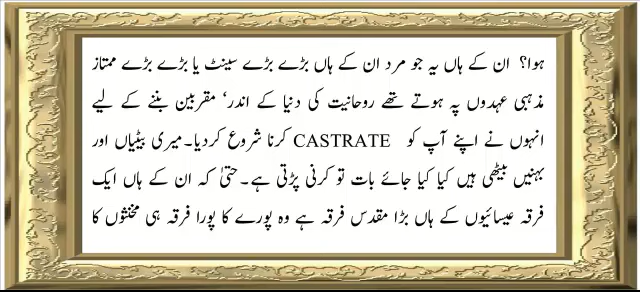 ہوا؟ ان کے ہاں یہ جو مرد ان کے ہاں بڑے بڑے سینٹ یا بڑے بڑے ممتاز
مذہبی عہدوں پہ ہوتے تھے روحانیت کی دنیا کے اندر‘ مقربین بننے کے لیے
انہوں نے اپنے آپ کو CASTRATE کرنا شروع کردیا۔میری بیٹیاں اور
بہنیں بیٹھی ہیں کیا کیا جائے بات تو کرنی پڑتی ہے۔حتیٰ کہ ان کے ہاں ایک
فرقہ عیسائیوں کے ہاں بڑا مقدس فرقہ ہے وہ پورے کا پورا فرقہ ہی مخنثوں کا